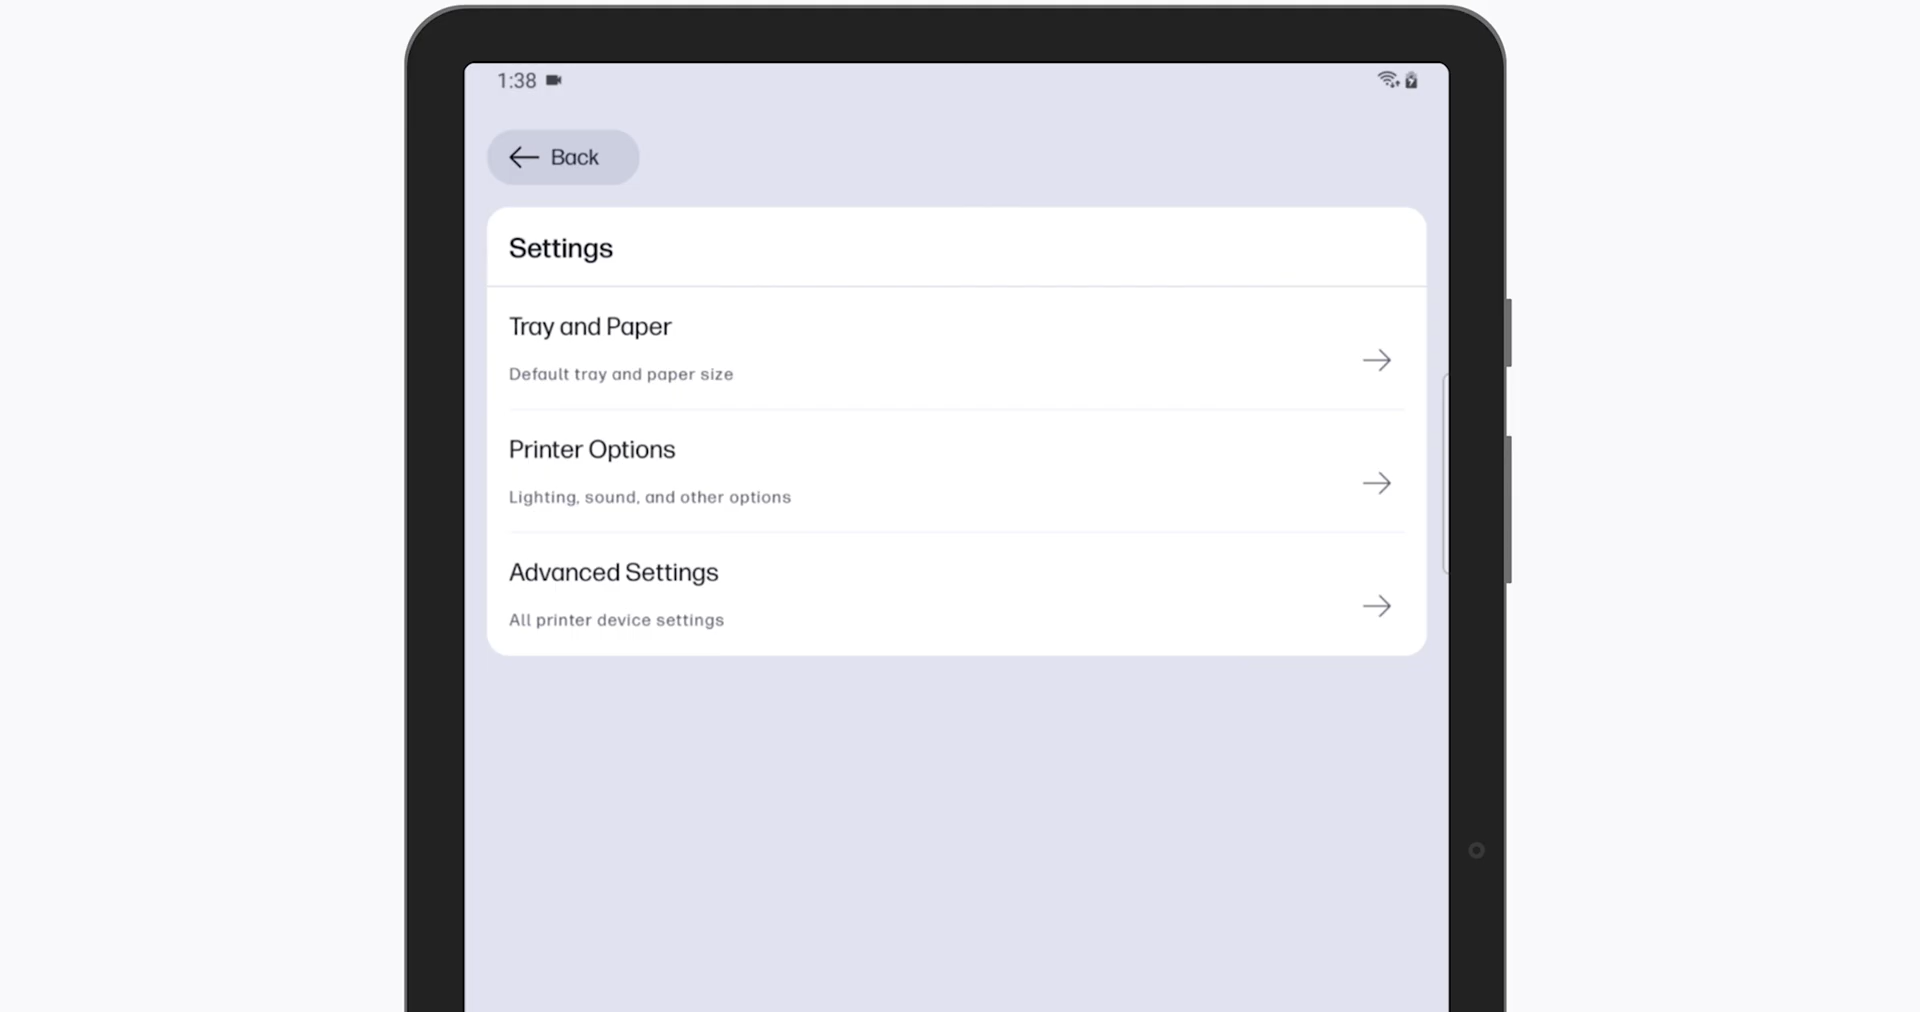 1:38
Back
Settings
Tray and Paper
Default tray and paper size
Printer Options
Lighting, sound, and other options
Advanced Settings
All printer device settings